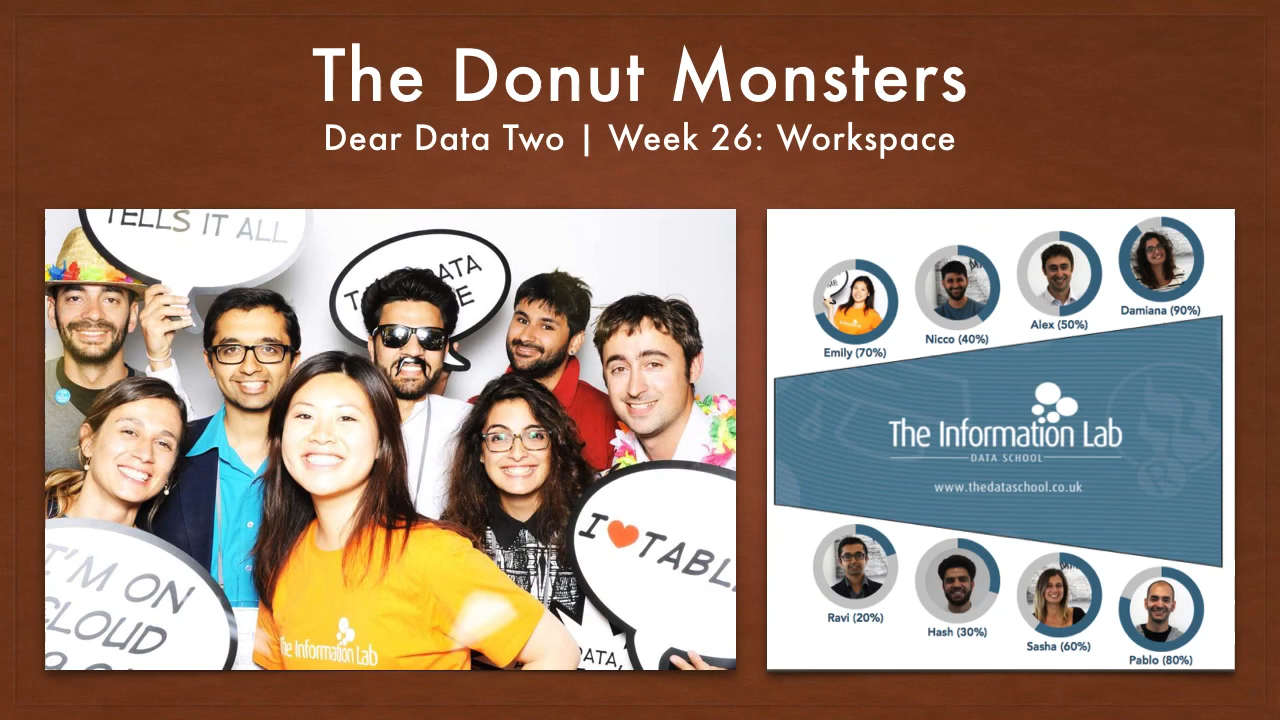 The Donut Monsters
Dear Data Two | Week 26: Workspace
TELLS IT ALL
DATA
I'M ON
CLOUD
I ❤ TABL
DATA,
The Information Lab
Emily (70%)
Nicco (40%)
Alex (50%)
Damiana (90%)
The Information Lab
DATA SCHOOL
www.thedataschool.co.uk
Ravi (20%)
Hash (30%)
Sasha (60%)
Pablo (80%)